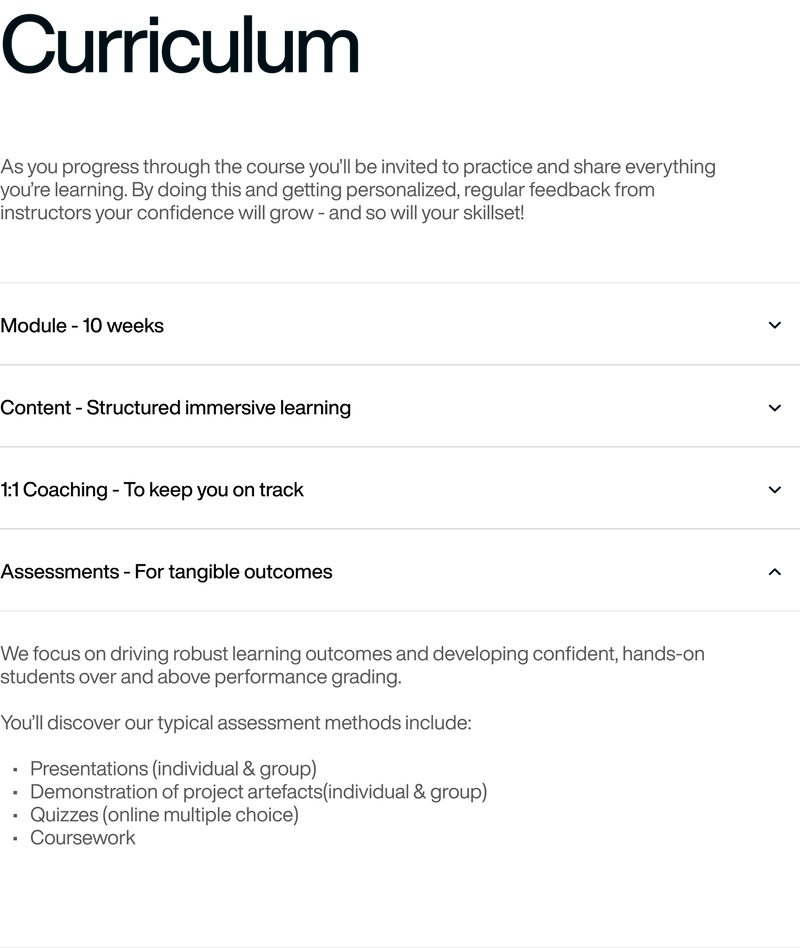 Curriculum
As you progress through the course you’ll be invited to practice and share everything
you’re learning. By doing this and getting personalized, regular feedback from
instructors your confidence will grow - and so will your skillset!
Module - 10 weeks
Content - Structured immersive learning
1:1 Coaching - To keep you on track
Assessments - For tangible outcomes
We focus on driving robust learning outcomes and developing confident, hands-on
students over and above performance grading.
You’ll discover our typical assessment methods include:
▪ Presentations (individual & group)
▪ Demonstration of project artefacts(individual & group)
▪ Quizzes (online multiple choice)
▪ Coursework